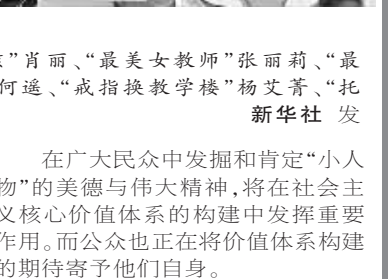 ”肖丽、“最美女教师”张丽莉、“最
何遥、“戒指换教学楼”杨艾菁、“托
新华社 发
在广大民众中发掘和肯定“小人
物”的美德与伟大精神,将在社会主
义核心价值体系的构建中发挥重要
作用。而公众也正在将价值体系构建
的期待寄予他们自身。